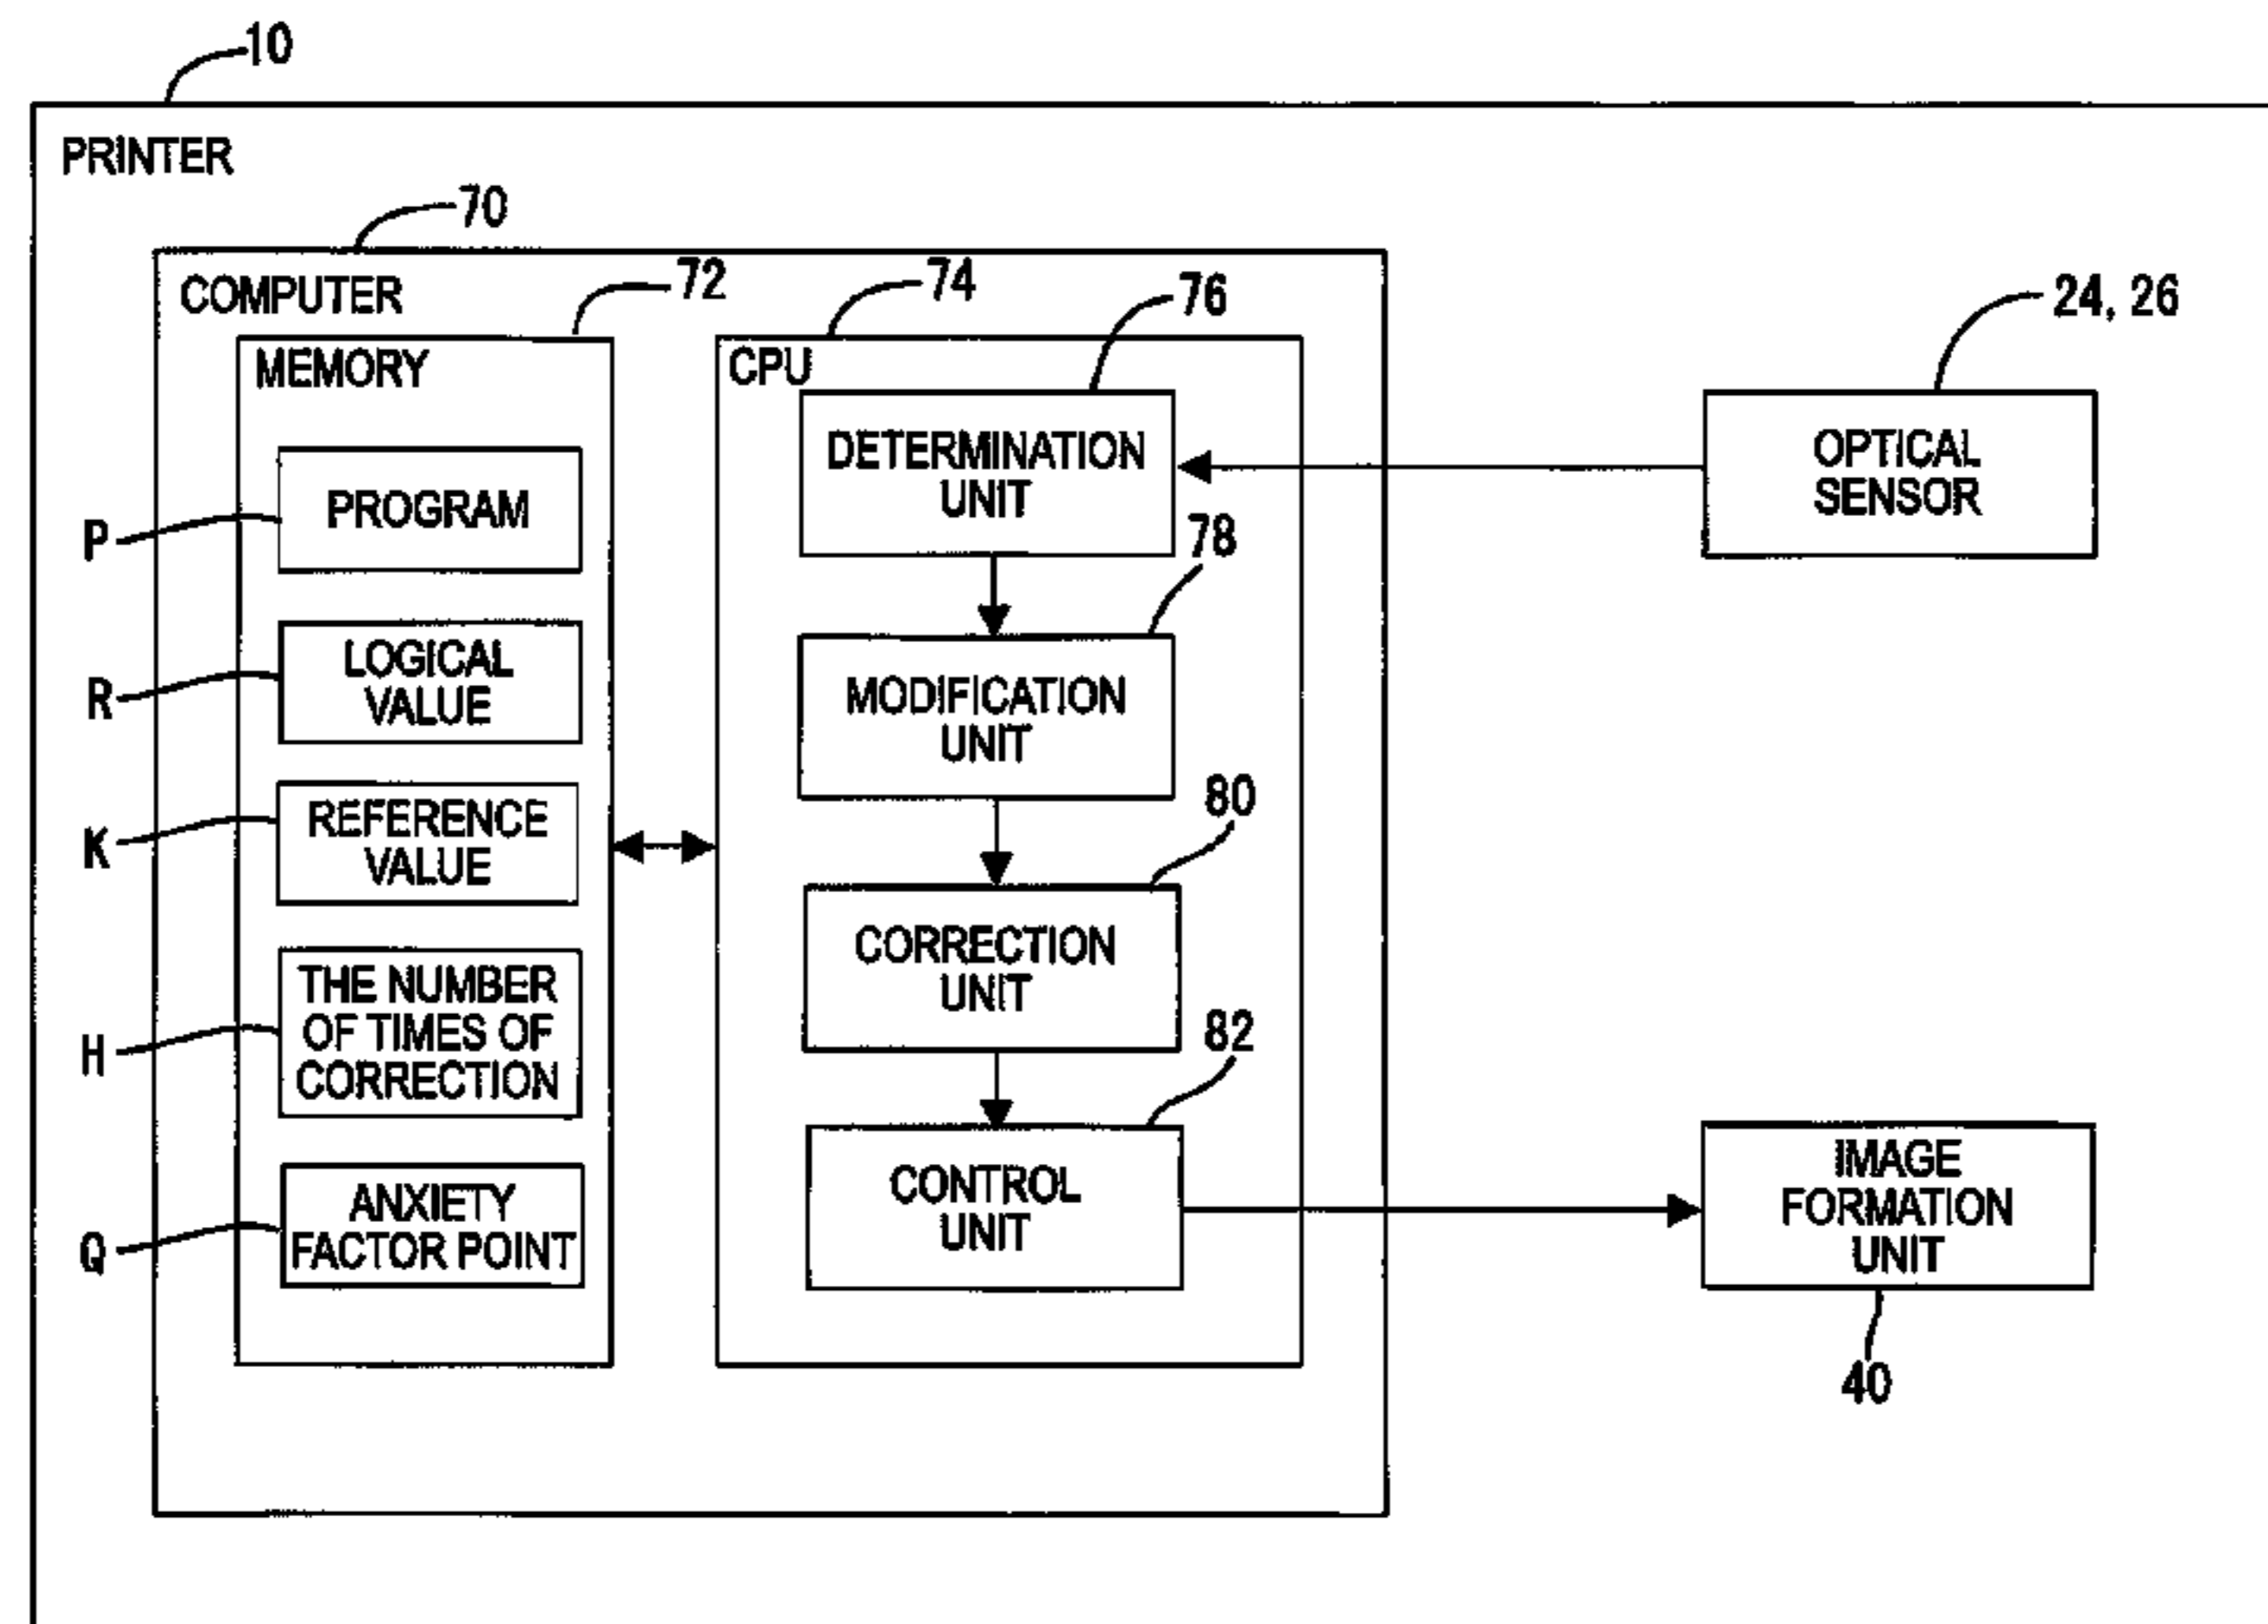 10
PRINTER
70
COMPUTER
72
74
76
24, 26
MEMORY
CPU
DETERMINATION
UNIT
OPTICAL
SENSOR
P
PROGRAM
78
R
LOGICAL
VALUE
MODIFICATION
UNIT
K
REFERENCE
VALUE
80
CORRECTION
UNIT
H
THE NUMBER
OF TIMES OF
CORRECTION
82
Q
ANXIETY
FACTOR POINT
CONTROL
UNIT
IMAGE
FORMATION
UNIT
40